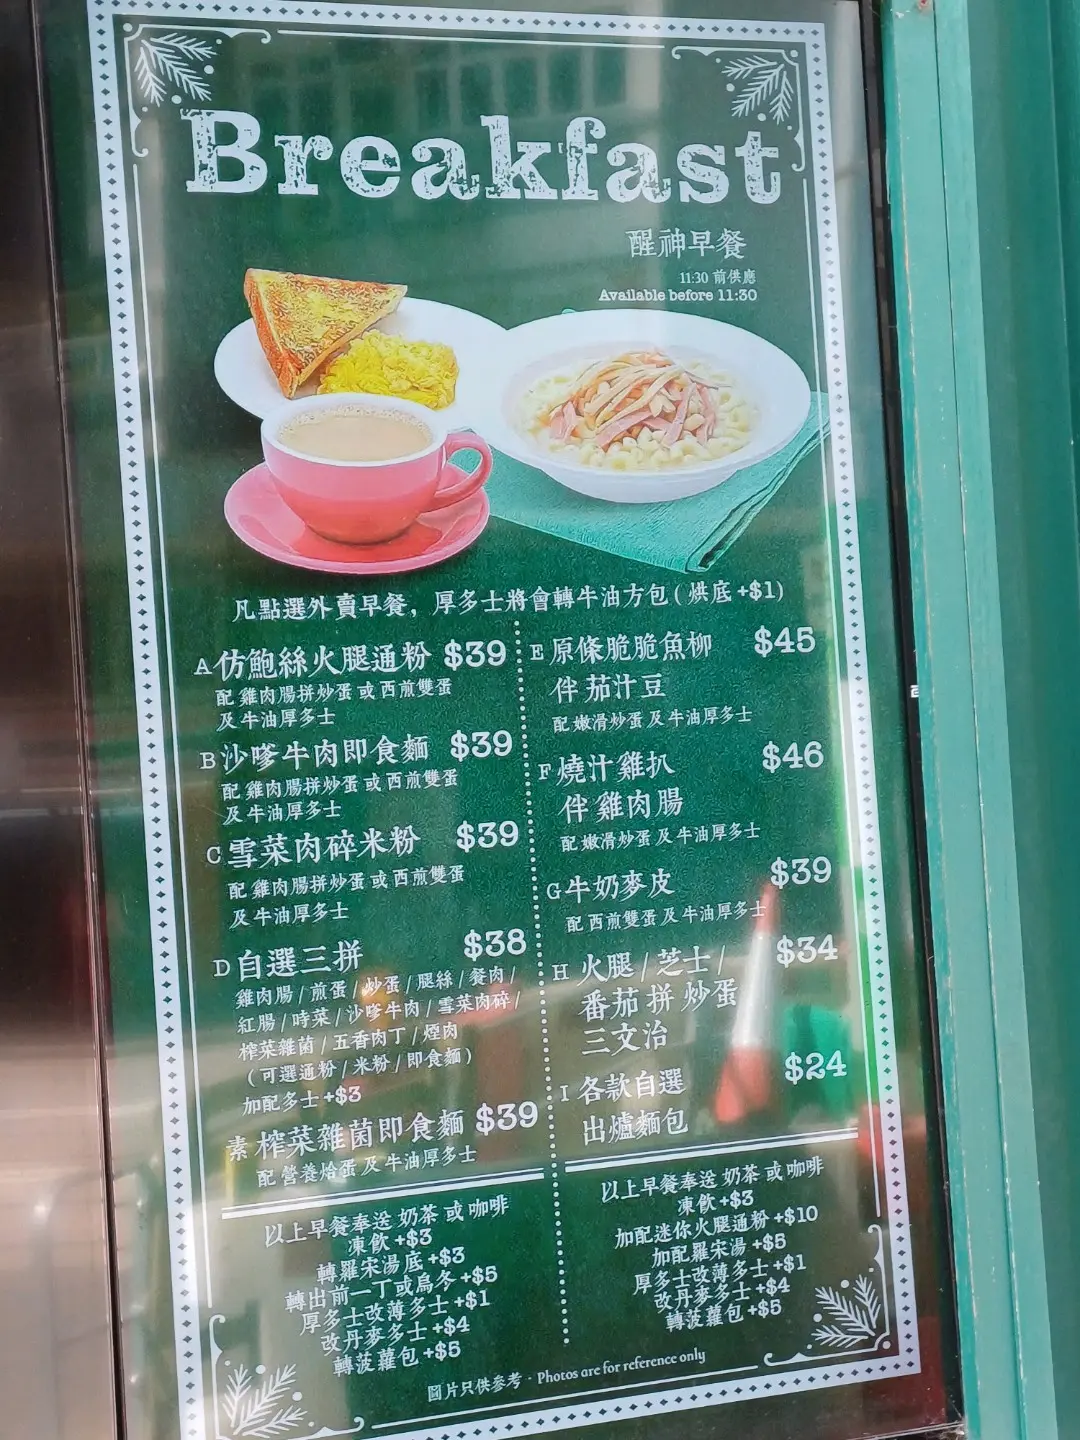 Breakfast
醒神早餐
11:30 前供應
Available before 11:30
凡點選外賣早餐，厚多士將會轉牛油方包(烘底+$1)
A 仿鮑絲火腿通粉 $39
配 雞肉腸拼炒蛋 或 西煎雙蛋
及 牛油厚多士
B 沙嗲牛肉即食麵 $39
配 雞肉腸拼炒蛋 或 西煎雙蛋
及 牛油厚多士
C 雪菜肉碎米粉 $39
配 雞肉腸拼炒蛋 或 西煎雙蛋
及 牛油厚多士
D 自選三拼 $38
雞肉腸 / 煎蛋 / 炒蛋 / 腿絲 / 餐肉 /
紅腸 / 時菜 / 沙嗲牛肉 / 雪菜肉碎 /
榨菜雜菌 / 五香肉丁 / 煙肉
(可選通粉 / 米粉 / 即食麵)
加配多士+$3
素 榨菜雜菌即食麵 $39
配 營養烚蛋 及 牛油厚多士
以上早餐奉送 奶茶 或 咖啡
凍飲+$3
轉羅宋湯底+$3
轉出前一丁或烏冬+$5
厚多士改薄多士+$1
改丹麥多士+$4
轉菠蘿包+$5
E 原條脆脆魚柳 $45
伴 茄汁豆
配 嫩滑炒蛋 及 牛油厚多士
F 燒汁雞扒 $46
伴 雞肉腸
配 嫩滑炒蛋 及 牛油厚多士
G 牛奶麥皮 $39
配 西煎雙蛋 及 牛油厚多士
H 火腿 / 芝士 / $34
番茄 拼 炒蛋
三文治
I 各款自選 $24
出爐麵包
以上早餐奉送 奶茶 或 咖啡
凍飲+$3
加配迷你火腿通粉+$10
加配羅宋湯+$5
厚多士改薄多士+$1
改丹麥多士+$4
轉菠蘿包+$5
圖片只供參考 · Photos are for reference only